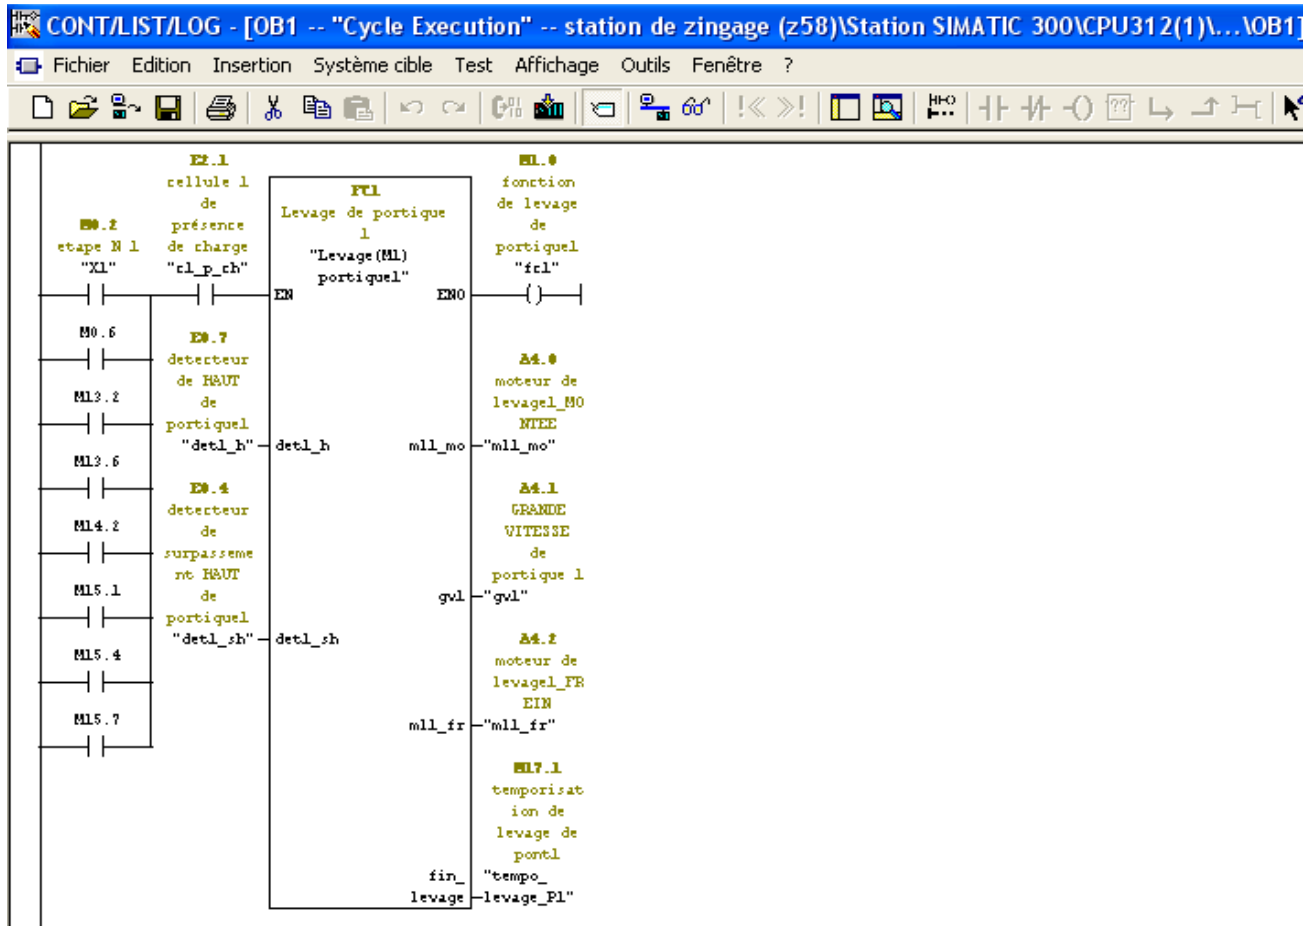 CONT/LIST/LOG - [OB1 -- "Cycle Execution" -- station de zingage (z58)\Station SIMATIC 300\CPU312(1)\...\OB1]
Fichier Edition Insertion Système cible Test Affichage Outils Fenêtre ?
M0.2
etape N 1
"X1"
M0.6
M13.2
M13.6
M14.2
M15.1
M15.4
M15.7
E2.1
cellule 1
de
présence
de charge
"c1_p_ch"
E0.7
detecteur
de HAUT
de
portique1
"det1_h"
E0.4
detecteur
de
surpasseme
nt HAUT
de
portique1
"det1_sh"
FC1
Levage de portique
1
"Levage(M1)
portique1"
EN
ENO
det1_h
ml1_mo
gv1
det1_sh
ml1_fr
fin_
levage
M1.0
fonction
de levage
de
portique1
"fc1"
A4.0
moteur de
levage1_MO
NTEE
"ml1_mo"
A4.1
GRANDE
VITESSE
de
portique 1
"gv1"
A4.2
moteur de
levage1_FR
EIN
"ml1_fr"
M17.1
temporisat
ion de
levage de
pont1
"tempo_
levage_P1"